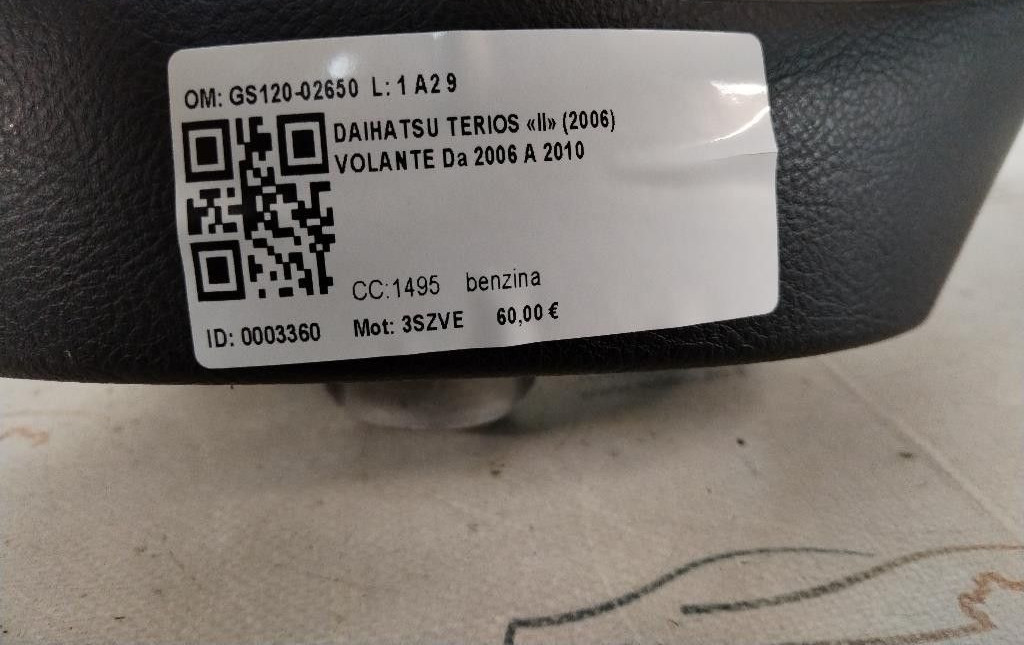 OM: GS120-02650 L: 1 A2 9
DAIHATSU TERIOS «II» (2006)
VOLANTE Da 2006 A 2010
CC:1495 benzina
ID: 0003360 Mot: 3SZVE 60,00 €